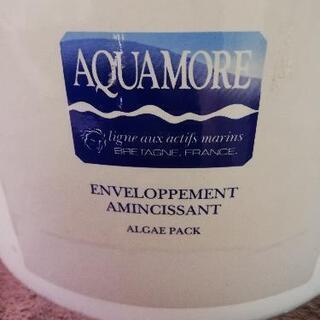 AQUAMORE
ligne aux actifs marins
BRETAGNE, FRANCE.
ENVELOPPEMENT
AMINCISSANT
ALGAE PACK